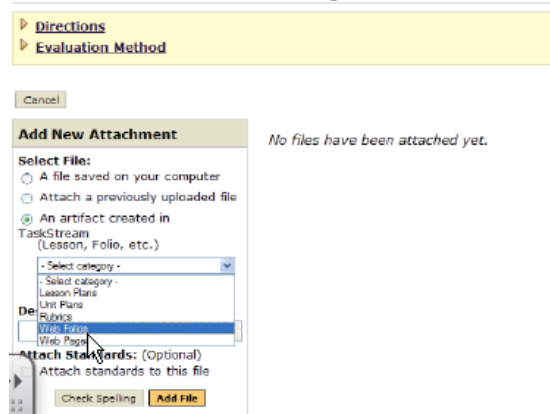 Directions
Evaluation Method
Cancel
Add New Attachment
No files have been attached yet.
Select File:
A file saved on your computer
Attach a previously uploaded file
An artifact created in
TaskStream
(Lesson, Folio, etc.)
- Select category -
- Select category -
Lesson Plans
Unit Plans
De
Rubrics
Web Folios
Web Pages
Attach Standards: (Optional)
Attach standards to this file
Check Spelling Add File